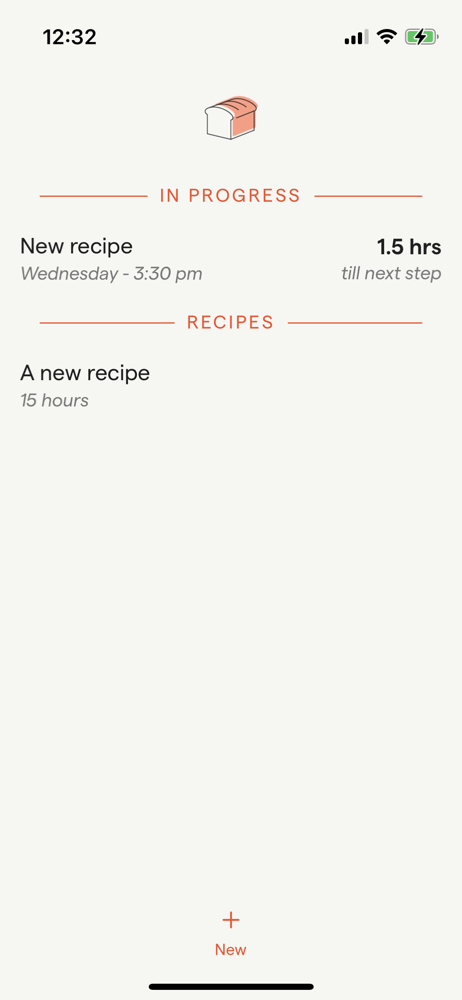 12:32
IN PROGRESS
New recipe
1.5 hrs
Wednesday - 3:30 pm
till next step
RECIPES
A new recipe
15 hours
New